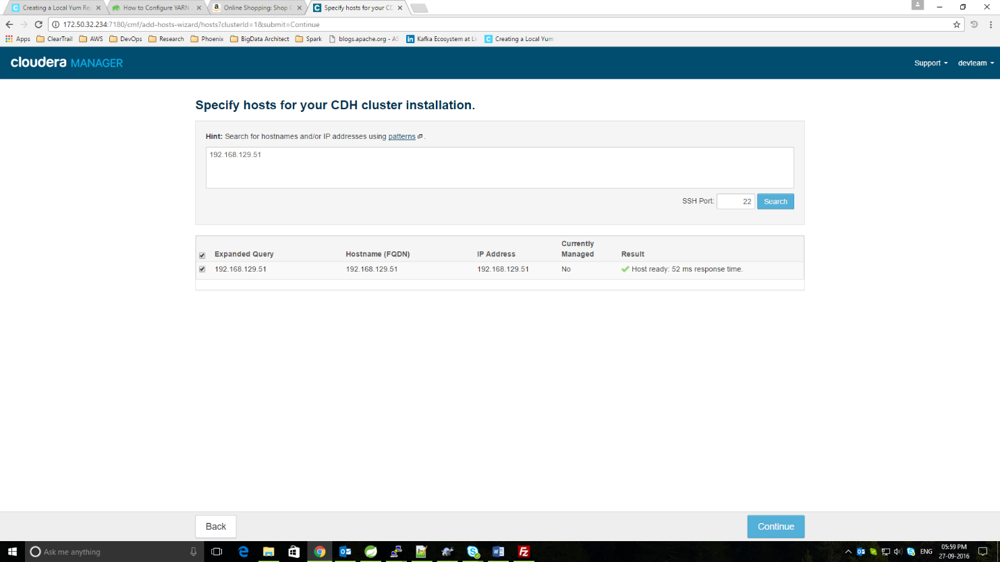 Creating a Local Yum Re
How to Configure YARN
Online Shopping: Shop
Specify hosts for your CD
172.50.32.234:7180/cmf/add-hosts-wizard/hosts?clusterId=1&submit=Continue
Apps ClearTrail AWS DevOps Research Phoenix BigData Architect Spark blogs.apache.org - AS Kafka Ecosystem at Li Creating a Local Yum
cloudera MANAGER
Support devteam
Specify hosts for your CDH cluster installation.
Hint: Search for hostnames and/or IP addresses using patterns .
192.168.129.51
SSH Port: 22 Search
Expanded Query Hostname (FQDN) IP Address Currently Managed Result
192.168.129.51 192.168.129.51 192.168.129.51 No Host ready: 52 ms response time.
Back Continue
Ask me anything
ENG
05:59 PM
27-09-2016